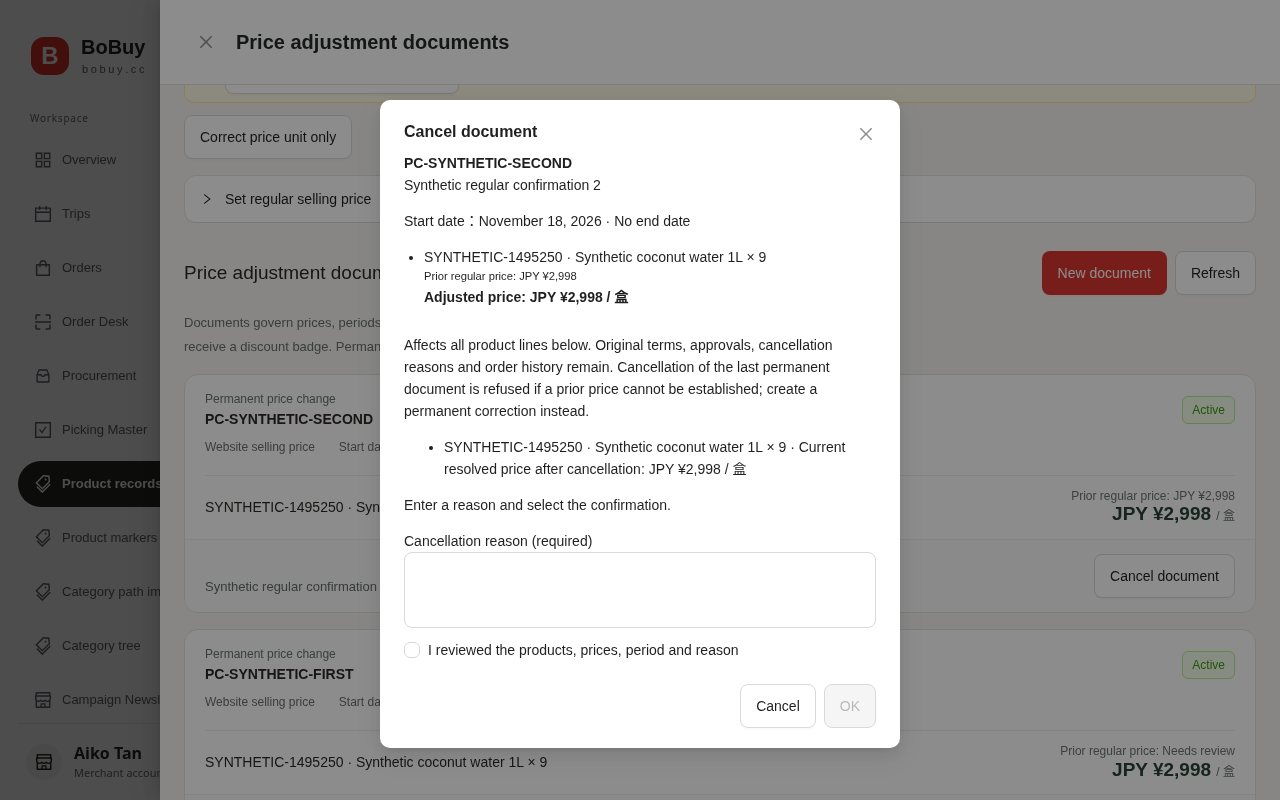 B
BoBuy
bobuy.cc
Workspace
Overview
Trips
Orders
Order Desk
Procurement
Picking Master
Product records
Product markers
Category path im
Category tree
Campaign Newsl
Aiko Tan
Merchant accoun
Price adjustment documents
Correct price unit only
Set regular selling price
Price adjustment docum
New document
Refresh
Documents govern prices, periods
receive a discount badge. Perman
Permanent price change
PC-SYNTHETIC-SECOND
Active
Website selling price
Start da
SYNTHETIC-1495250 · Syn
Prior regular price: JPY ¥2,998
JPY ¥2,998 / 盒
Synthetic regular confirmation
Cancel document
Permanent price change
PC-SYNTHETIC-FIRST
Active
Website selling price
Start da
SYNTHETIC-1495250 · Synthetic coconut water 1L × 9
Prior regular price: Needs review
JPY ¥2,998 / 盒
Cancel document
PC-SYNTHETIC-SECOND
Synthetic regular confirmation 2
Start date：November 18, 2026 · No end date
• SYNTHETIC-1495250 · Synthetic coconut water 1L × 9
Prior regular price: JPY ¥2,998
Adjusted price: JPY ¥2,998 / 盒
Affects all product lines below. Original terms, approvals, cancellation
reasons and order history remain. Cancellation of the last permanent
document is refused if a prior price cannot be established; create a
permanent correction instead.
• SYNTHETIC-1495250 · Synthetic coconut water 1L × 9 · Current
resolved price after cancellation: JPY ¥2,998 / 盒
Enter a reason and select the confirmation.
Cancellation reason (required)
I reviewed the products, prices, period and reason
Cancel
OK